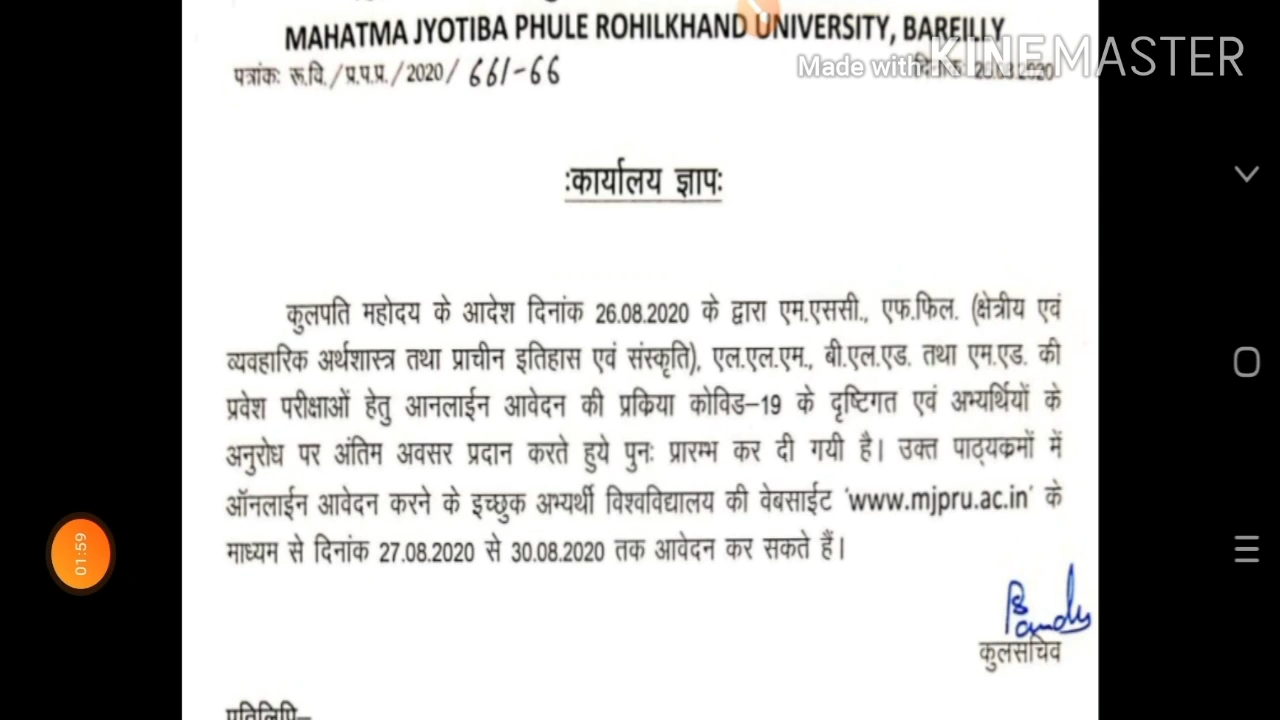 MAHATMA JYOTIBA PHULE ROHILKHAND UNIVERSITY, BAREILLY
Made with KINEMASTER
पत्रांकः रू.वि./प्र.प.प्र./2020/ 661-66
:कार्यालय ज्ञापः
कुलपति महोदय के आदेश दिनांक 26.08.2020 के द्वारा एम.एससी., एफ.फिल. (क्षेत्रीय एवं
व्यवहारिक अर्थशास्त्र तथा प्राचीन इतिहास एवं संस्कृति), एल.एल.एम., बी.एल.एड. तथा एम.एड. की
प्रवेश परीक्षाओं हेतु आनलाईन आवेदन की प्रक्रिया कोविड–19 के दृष्टिगत एवं अभ्यर्थियों के
अनुरोध पर अंतिम अवसर प्रदान करते हुये पुनः प्रारम्भ कर दी गयी है। उक्त पाठ्यक्रमों में
ऑनलाईन आवेदन करने के इच्छुक अभ्यर्थी विश्वविद्यालय की वेबसाईट 'www.mjpru.ac.in' के
माध्यम से दिनांक 27.08.2020 से 30.08.2020 तक आवेदन कर सकते हैं।
कुलसचिव
प्रतिलिपि–
01:59